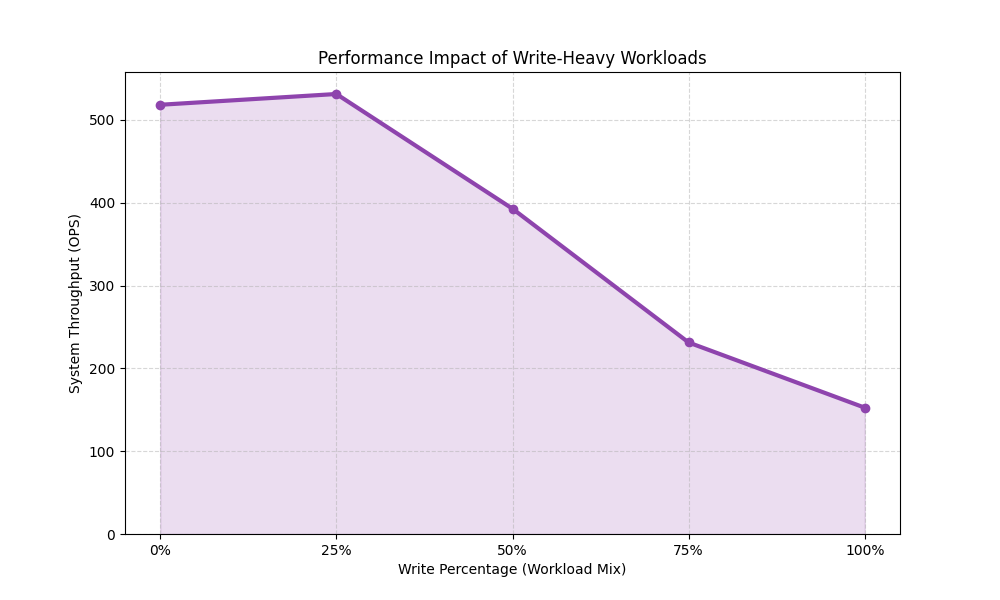 Performance Impact of Write-Heavy Workloads
System Throughput (OPS)
500
400
300
200
100
0
0% 25% 50% 75% 100%
Write Percentage (Workload Mix)